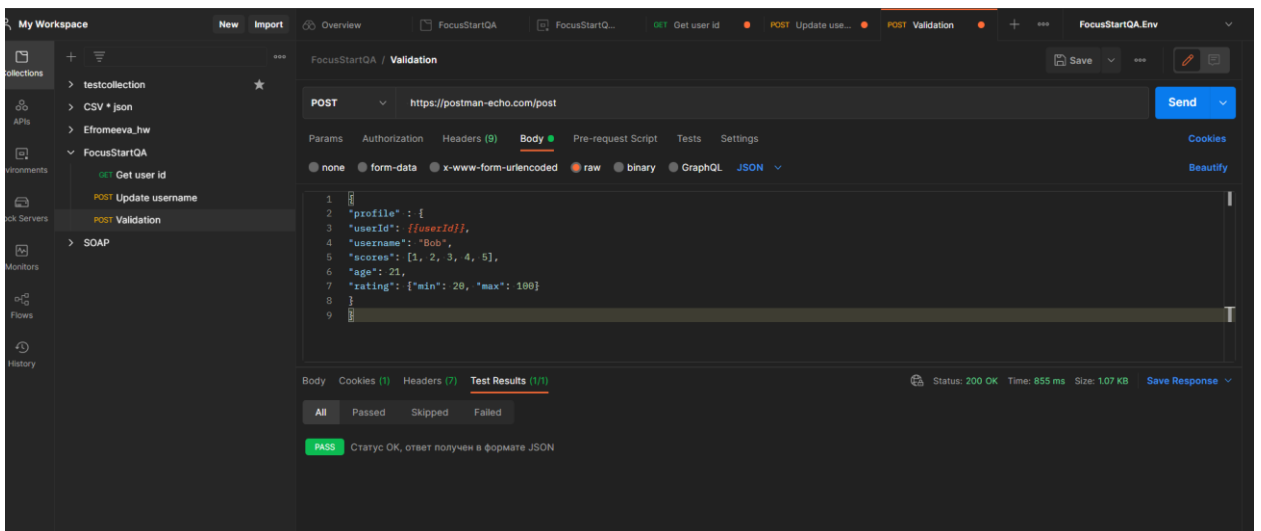 My Workspace New Import Overview FocusStartQA FocusStartQ... GET Get user id POST Update use... POST Validation FocusStartQA.Env
Collections
APIs
Environments
Mock Servers
Monitors
Flows
History
testcollection
CSV * json
Efromeeva_hw
FocusStartQA
GET Get user id
POST Update username
POST Validation
SOAP
FocusStartQA / Validation Save
POST https://postman-echo.com/post Send
Params Authorization Headers (9) Body Pre-request Script Tests Settings Cookies
none form-data x-www-form-urlencoded raw binary GraphQL JSON Beautify
1 {
2 "profile" : {
3 "userId": {{userId}},
4 "username": "Bob",
5 "scores": [1, 2, 3, 4, 5],
6 "age": 21,
7 "rating": {"min": 20, "max": 100}
8 }
9 }
Body Cookies (1) Headers (7) Test Results (1/1) Status: 200 OK Time: 855 ms Size: 1.07 KB Save Response
All Passed Skipped Failed
PASS Статус ОК, ответ получен в формате JSON